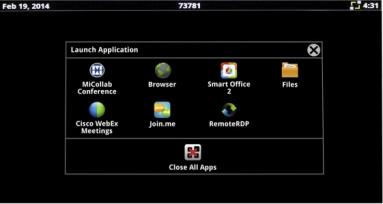 Feb 19, 2014 73781 4:31
Launch Application
MiCollab Browser Smart Office Files
Conference 2
Cisco WebEx Join.me RemoteRDP
Meetings
Close All Apps